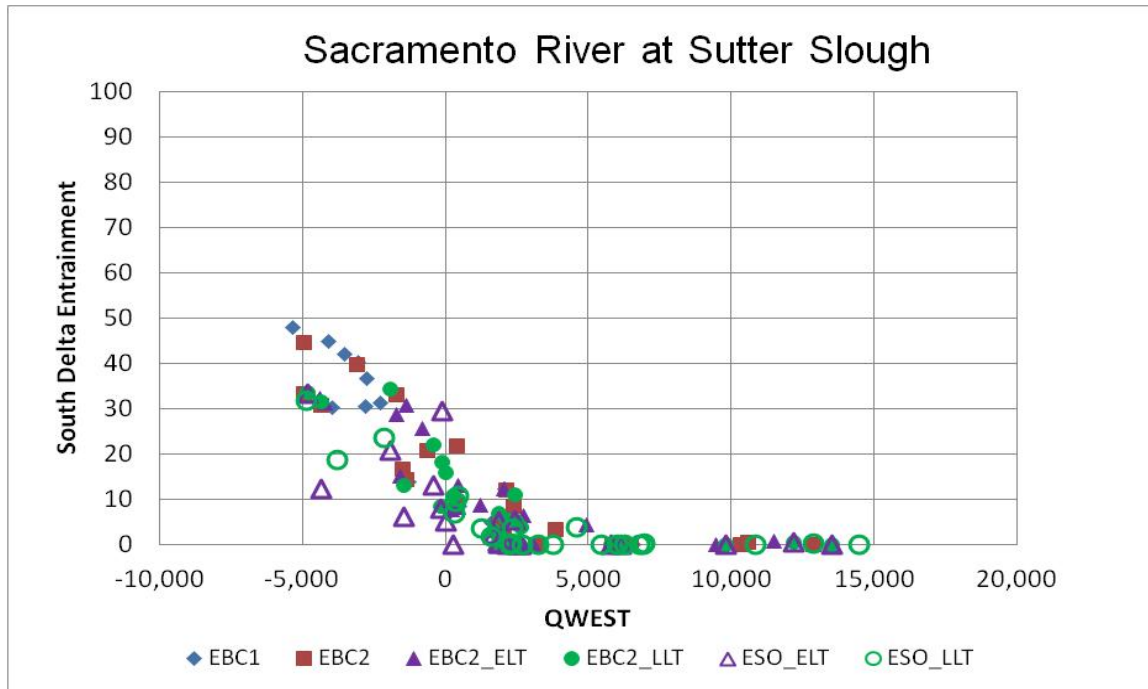 Sacramento River at Sutter Slough
100
90
80
70
60
50
40
30
20
10
0
South Delta Entrainment
-10,000 -5,000 0 5,000 10,000 15,000 20,000
QWEST
EBC1 EBC2 EBC2_ELT EBC2_LLT ESO_ELT ESO_LLT